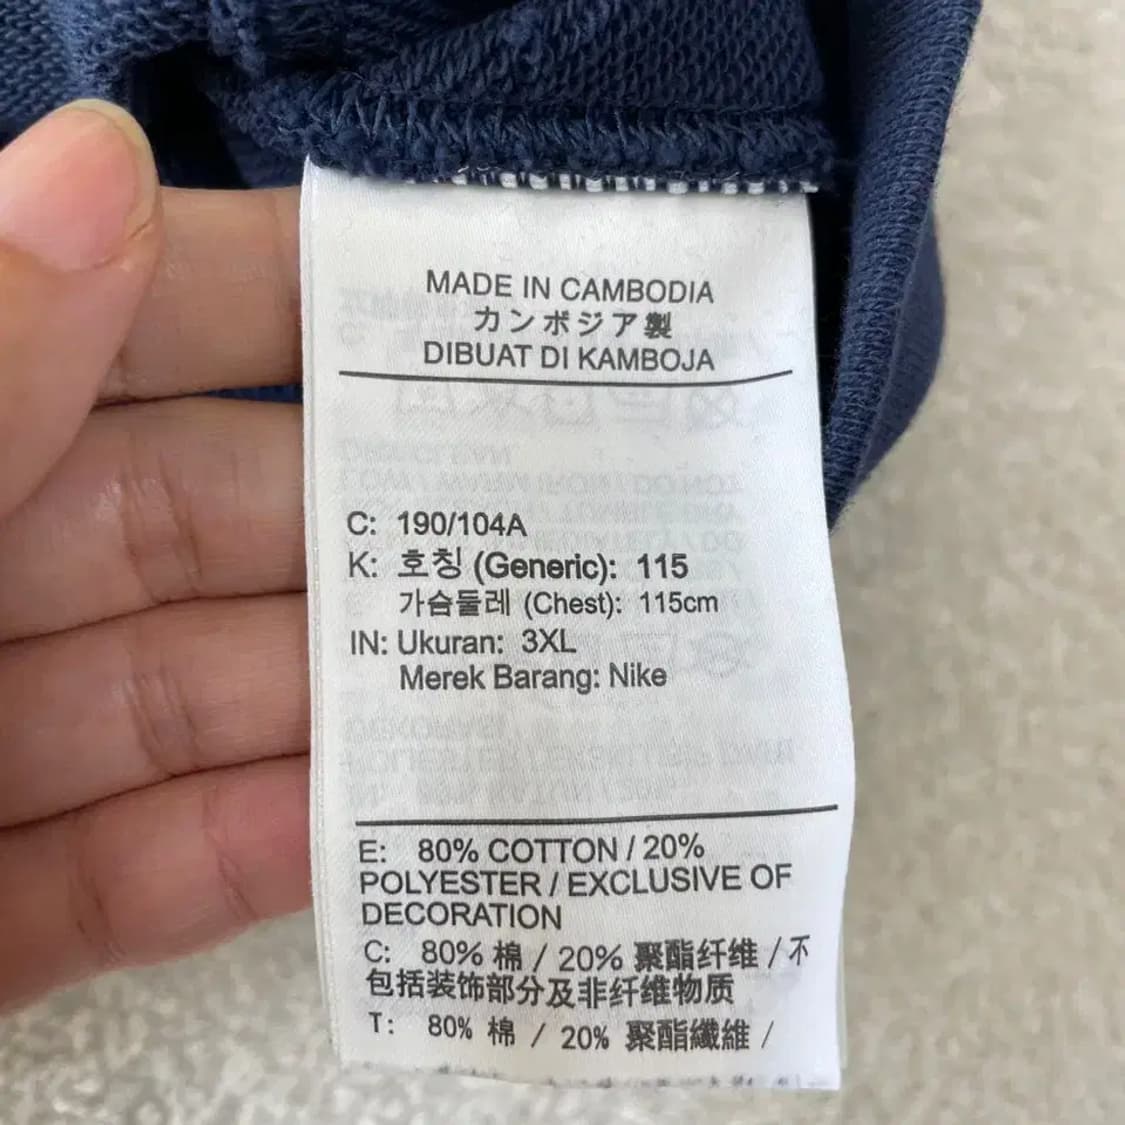 MADE IN CAMBODIA
カンボジア製
DIBUAT DI KAMBOJA
C: 190/104A
K: 호칭 (Generic): 115
가슴둘레 (Chest): 115cm
IN: Ukuran: 3XL
Merek Barang: Nike
E: 80% COTTON / 20%
POLYESTER / EXCLUSIVE OF
DECORATION
C: 80% 棉 / 20% 聚酯纤维 / 不
包括装饰部分及非纤维物质
T: 80% 棉 / 20% 聚酯纖維 /